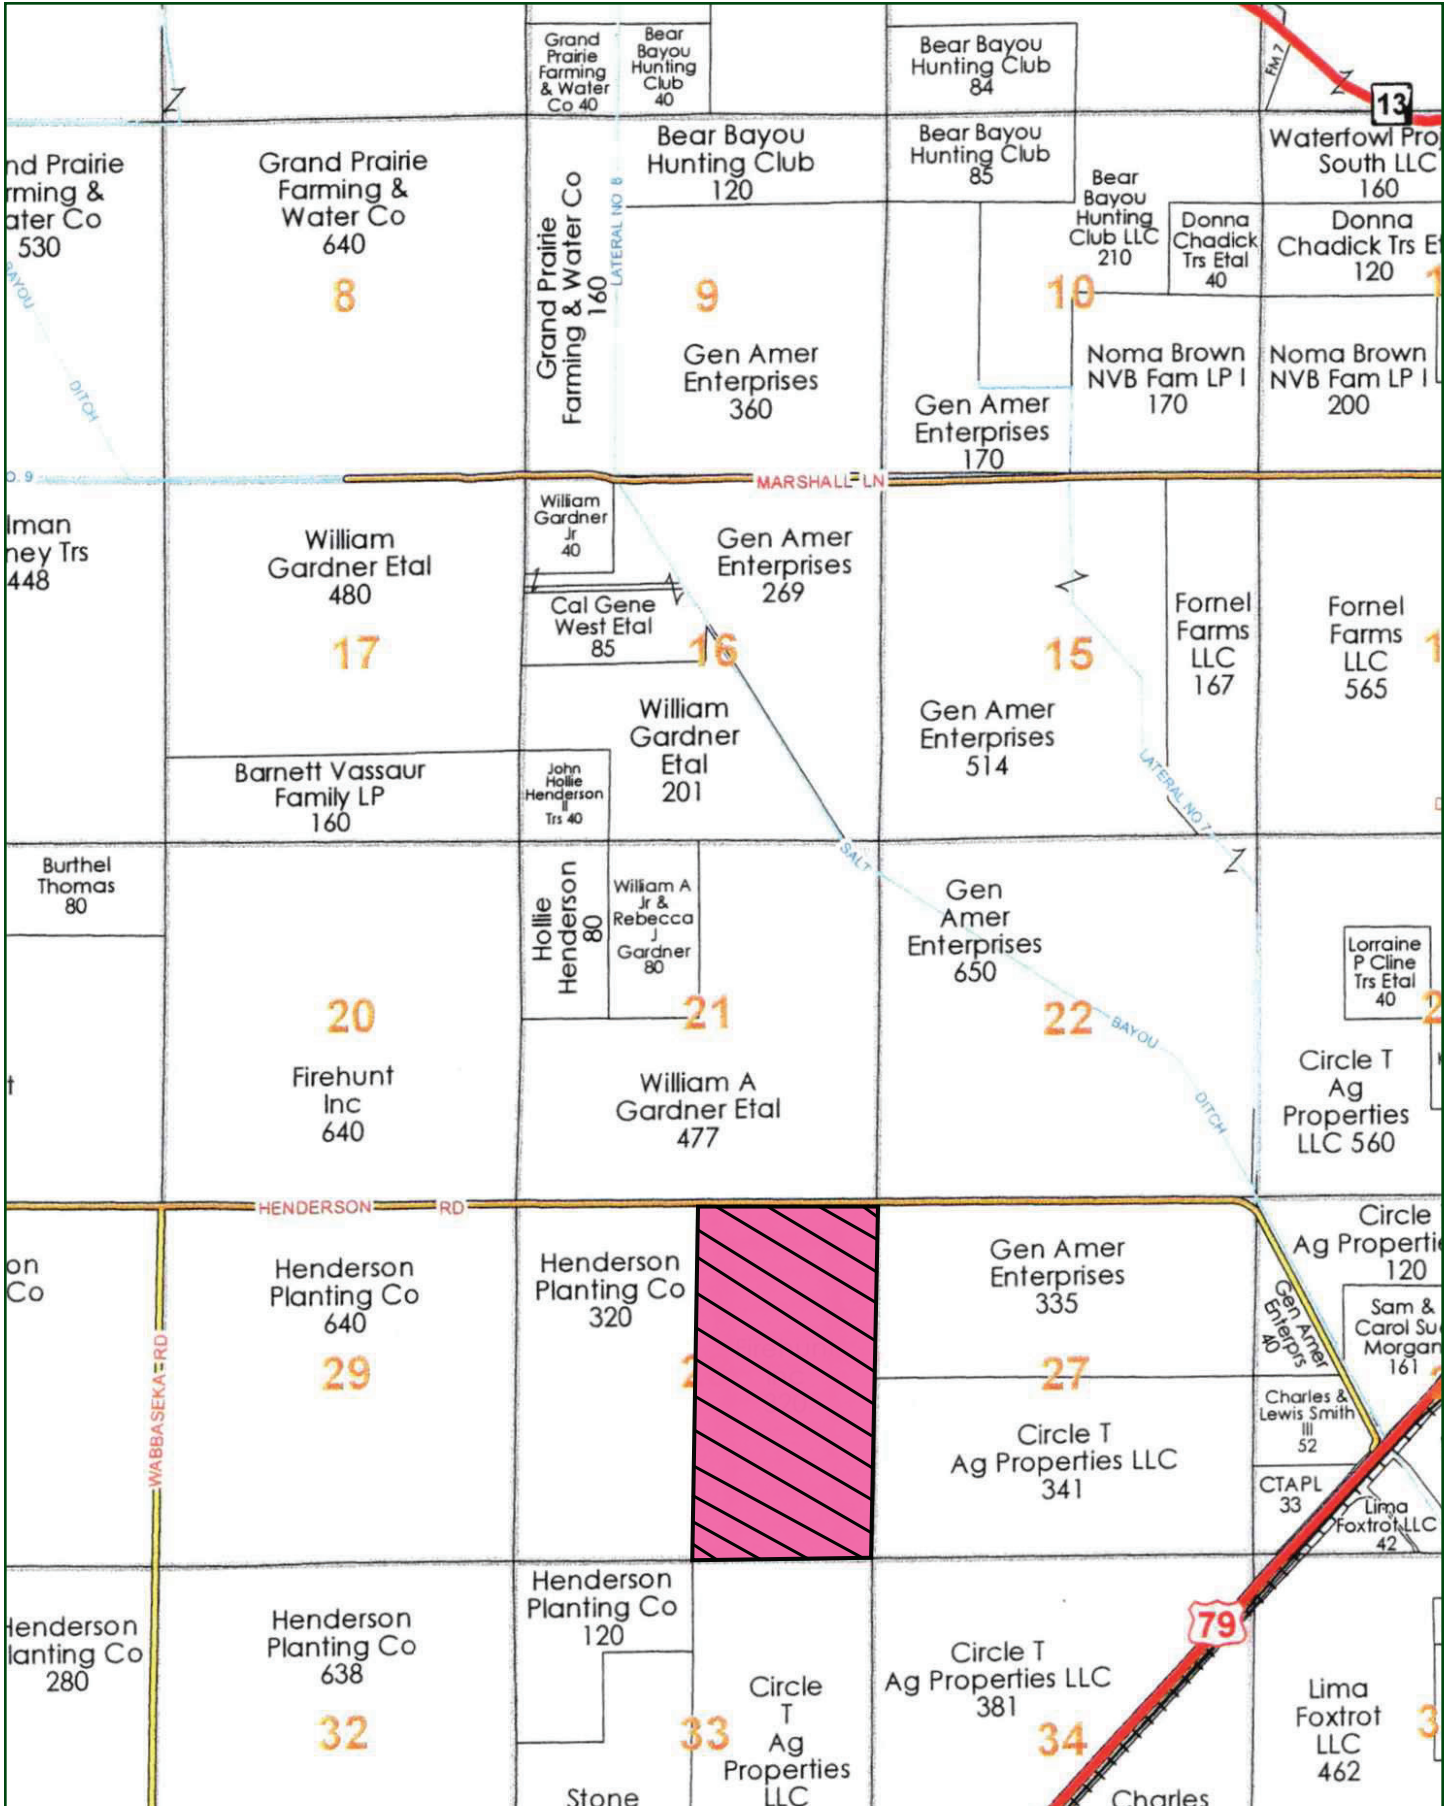 Grand
Prairie
Farming
& Water
Co 40
Bear
Bayou
Hunting
Club
40
Bear Bayou
Hunting Club
84
FM 7
13
nd Prairie
rming &
ater Co
530
Grand Prairie
Farming &
Water Co
640
8
Grand Prairie
Farming & Water Co
160
LATERAL NO 8
Bear Bayou
Hunting Club
120
9
Gen Amer
Enterprises
360
Bear Bayou
Hunting Club
85
Bear
Bayou
Hunting
Club LLC
210
10
Donna
Chadick
Trs Etal
40
Waterfowl Pro
South LLC
160
Donna
Chadick Trs Et
120
1
Gen Amer
Enterprises
170
Noma Brown
NVB Fam LP I
170
Noma Brown
NVB Fam LP I
200
BAYOU
DITCH
O. 9
MARSHALL LN
lman
ney Trs
448
William
Gardner Etal
480
17
William
Gardner
Jr
40
Cal Gene
West Etal
85
16
Gen Amer
Enterprises
269
William
Gardner
Etal
201
15
Gen Amer
Enterprises
514
Fornel
Farms
LLC
167
Fornel
Farms
LLC
565
1
LATERAL NO 7
Barnett Vassaur
Family LP
160
John
Hollie
Henderson
II
Trs 40
SALT
Burthel
Thomas
80
Hollie
Henderson
80
William A
Jr &
Rebecca
J
Gardner
80
Gen
Amer
Enterprises
650
Lorraine
P Cline
Trs Etal
40
20
21
22
2
BAYOU
DITCH
t
Firehunt
Inc
640
William A
Gardner Etal
477
Circle T
Ag
Properties
LLC 560
HENDERSON RD
on
Co
Henderson
Planting Co
640
29
Henderson
Planting Co
320
2
Gen Amer
Enterprises
335
27
Circle
Ag Properti
120
Gen Amer
Enterprs
40
Sam &
Carol Su
Morgan
161
WABBASEKA RD
Circle T
Ag Properties LLC
341
Charles &
Lewis Smith
III
52
CTAPL
33
Lima
Foxtrot LLC
42
Henderson
lanting Co
280
Henderson
Planting Co
638
32
Henderson
Planting Co
120
33
Circle
T
Ag
Properties
LLC
Stone
Circle T
Ag Properties LLC
381
34
79
Lima
Foxtrot
LLC
462
3
Charles